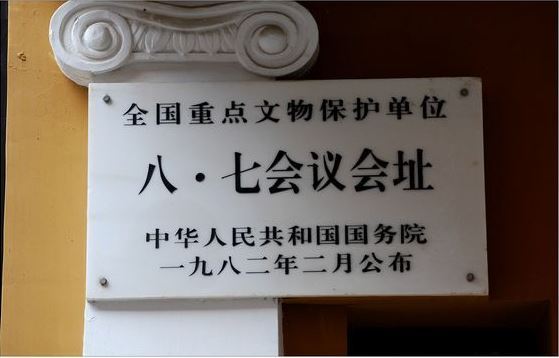 全国重点文物保护单位
八·七会议会址
中华人民共和国国务院
一九八二年二月公布